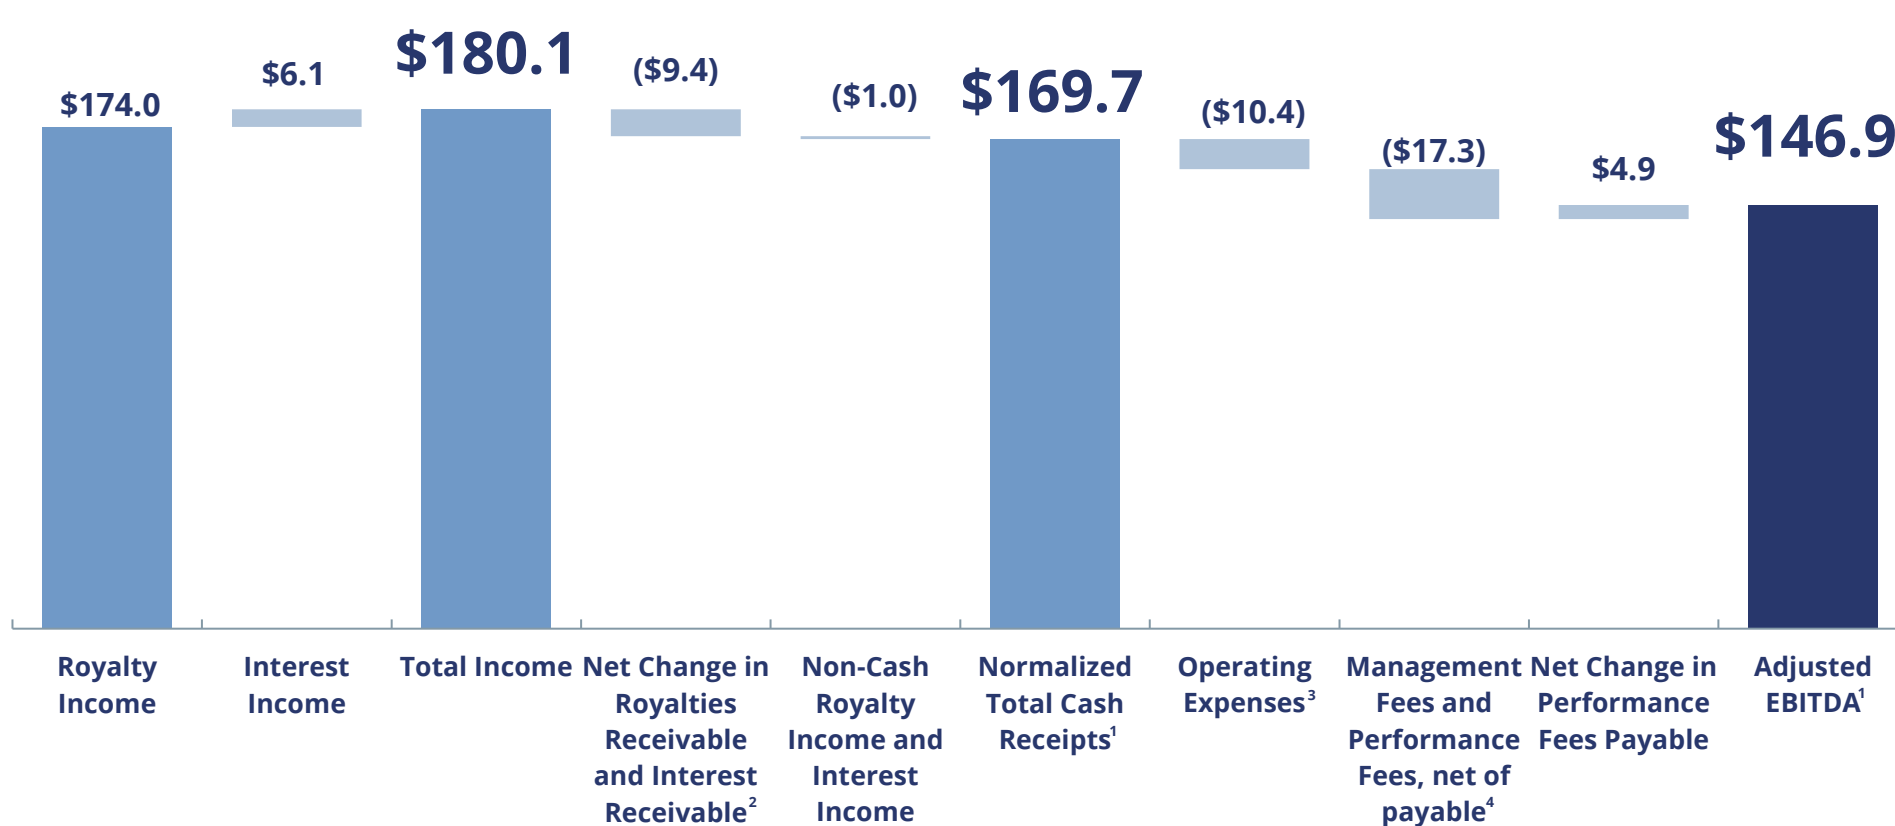 $174.0
$6.1
$180.1
($9.4)
($1.0)
$169.7
($10.4)
($17.3)
$4.9
$146.9
Royalty
Income
Interest
Income
Total Income
Net Change in
Royalties
Receivable
and Interest
Receivable²
Non-Cash
Royalty
Income and
Interest
Income
Normalized
Total Cash
Receipts¹
Operating
Expenses³
Management
Fees and
Performance
Fees, net of
payable⁴
Net Change in
Performance
Fees Payable
Adjusted
EBITDA¹